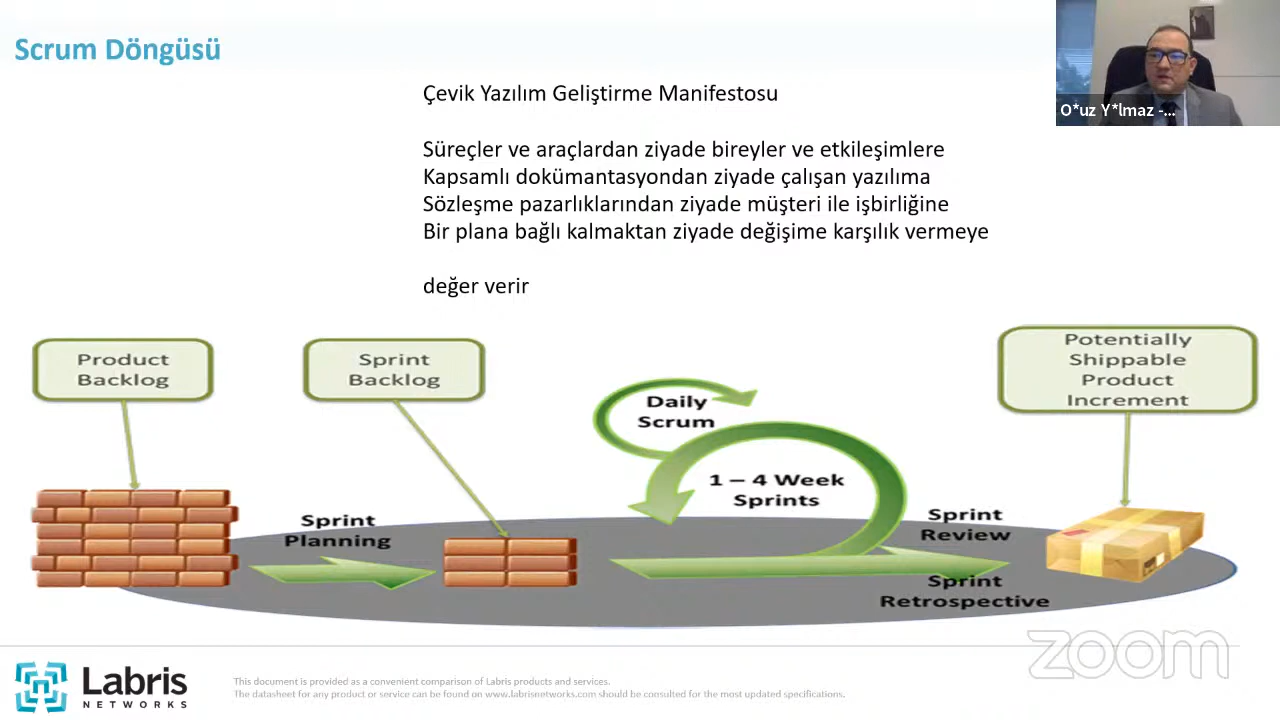 Scrum Döngüsü
O*uz Y*lmaz -...
Çevik Yazılım Geliştirme Manifestosu
Süreçler ve araçlardan ziyade bireyler ve etkileşimlere
Kapsamlı dokümantasyondan ziyade çalışan yazılıma
Sözleşme pazarlıklarından ziyade müşteri ile işbirliğine
Bir plana bağlı kalmaktan ziyade değişime karşılık vermeye
değer verir
Product
Backlog
Sprint
Backlog
Potentially
Shippable
Product
Increment
Daily
Scrum
1 – 4 Week
Sprints
Sprint
Planning
Sprint
Review
Sprint
Retrospective
zoom
Labris
NETWORKS
This document is provided as a convenient comparison of Labris products and services.
The datasheet for any product or service can be found on www.labrisnetworks.com should be consulted for the most updated specifications.